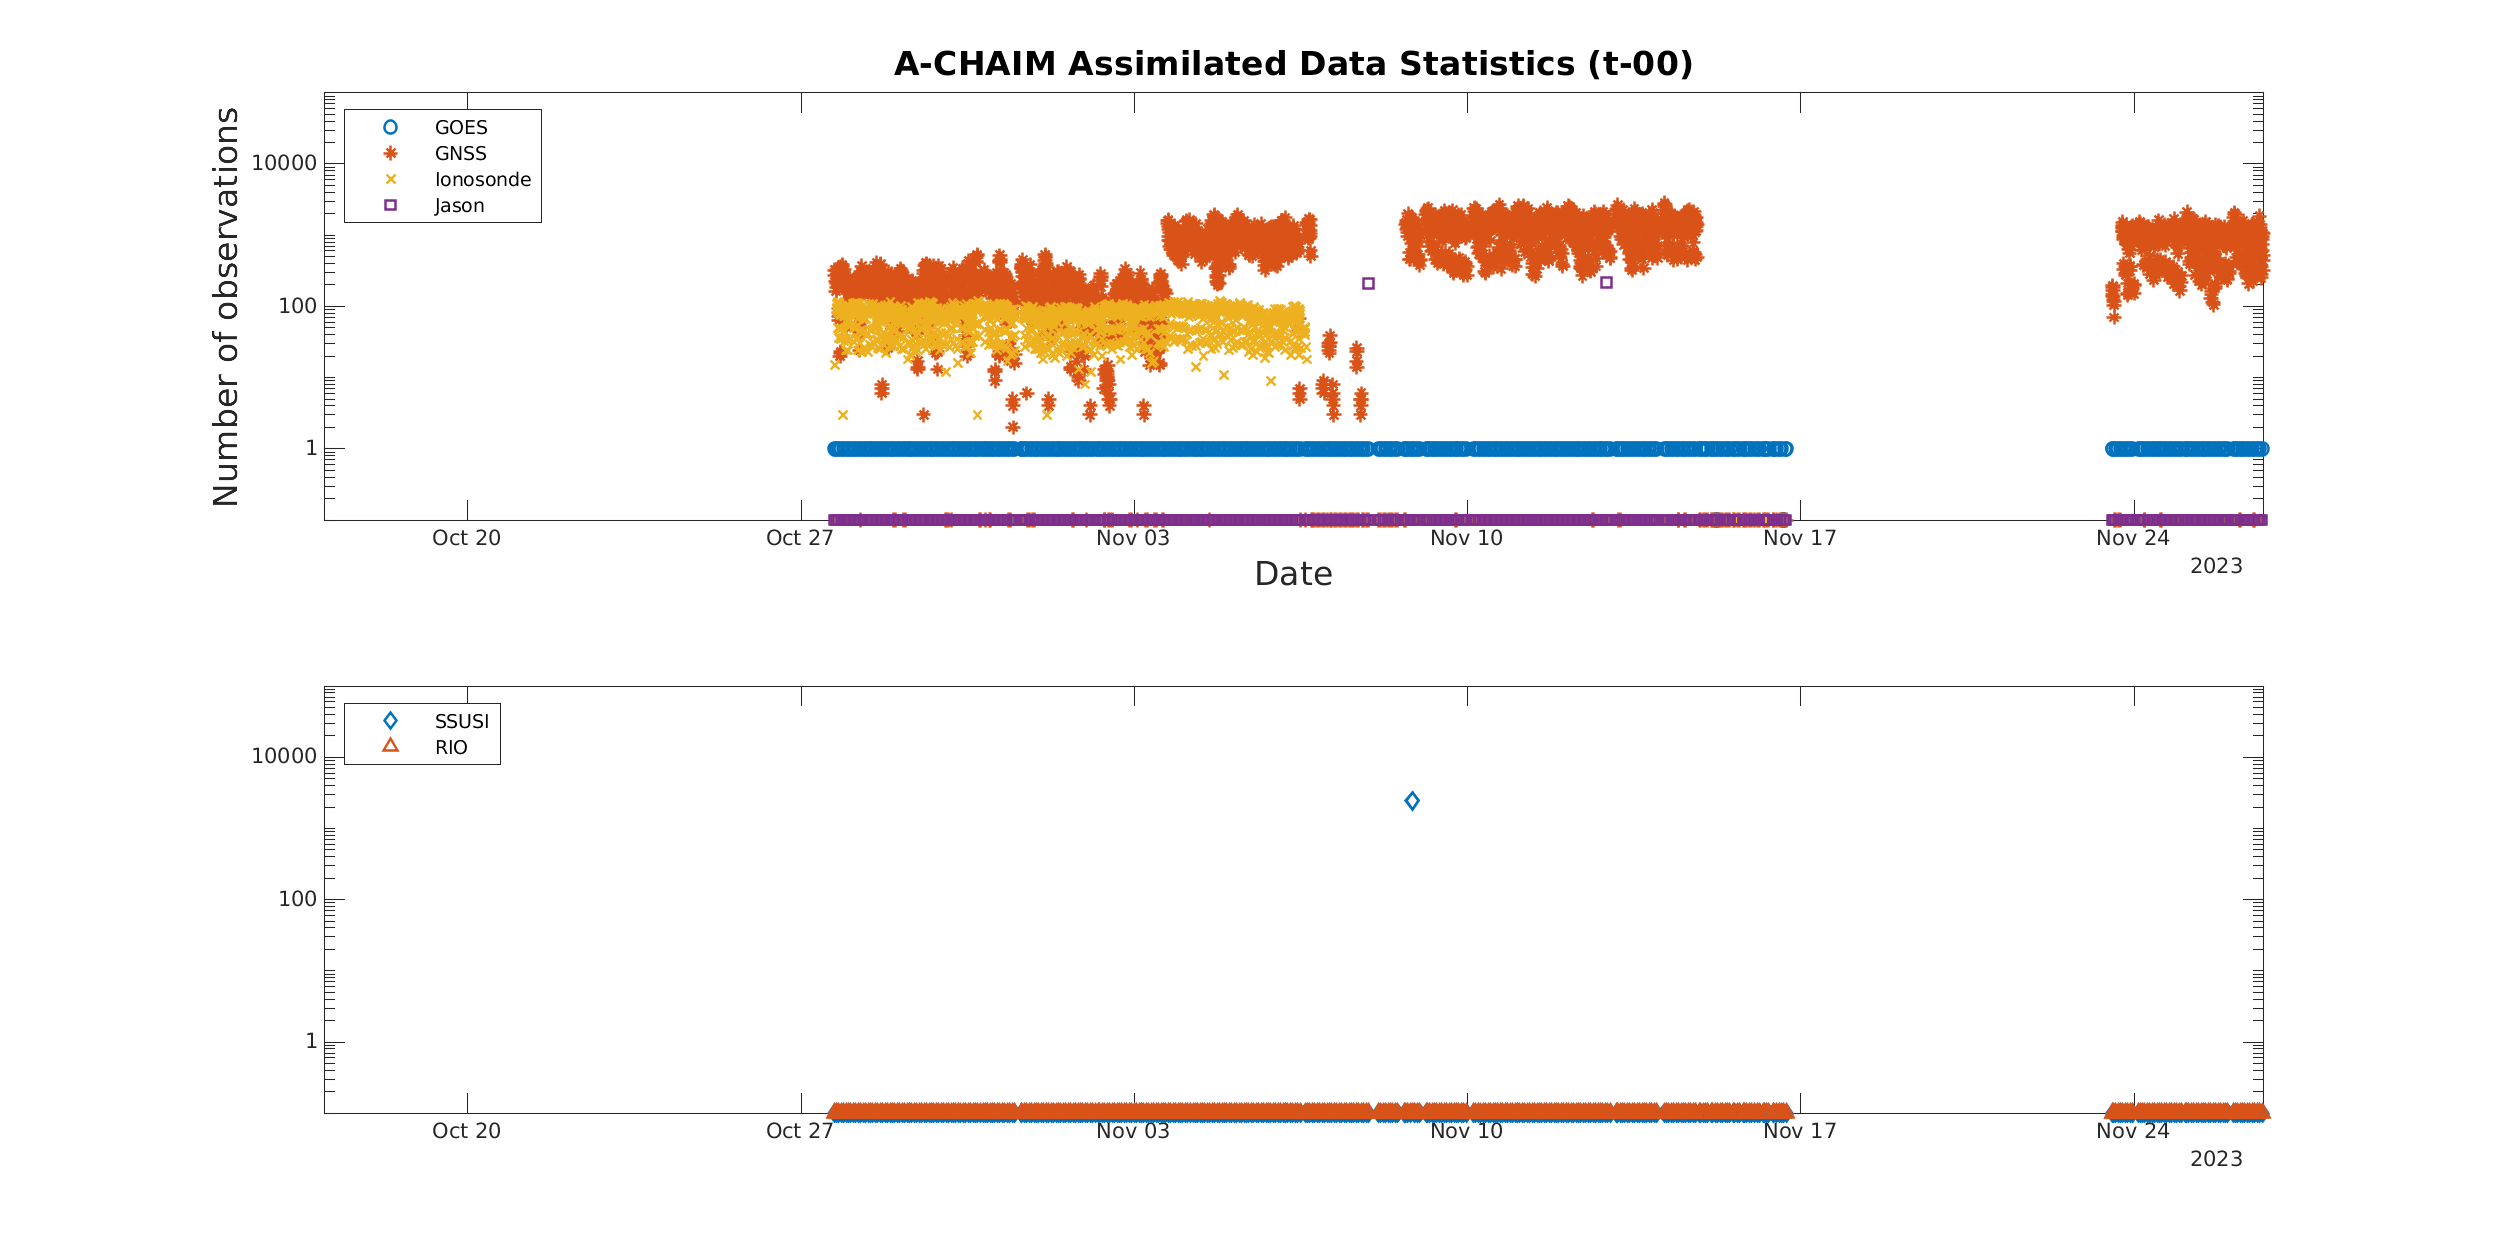 A-CHAIM Assimilated Data Statistics (t-00)
Number of observations
10000
100
1
GOES
GNSS
Ionosonde
Jason
Oct 20
Oct 27
Nov 03
Nov 10
Nov 17
Nov 24
2023
Date
10000
100
1
SSUSI
RIO
Oct 20
Oct 27
Nov 03
Nov 10
Nov 17
Nov 24
2023